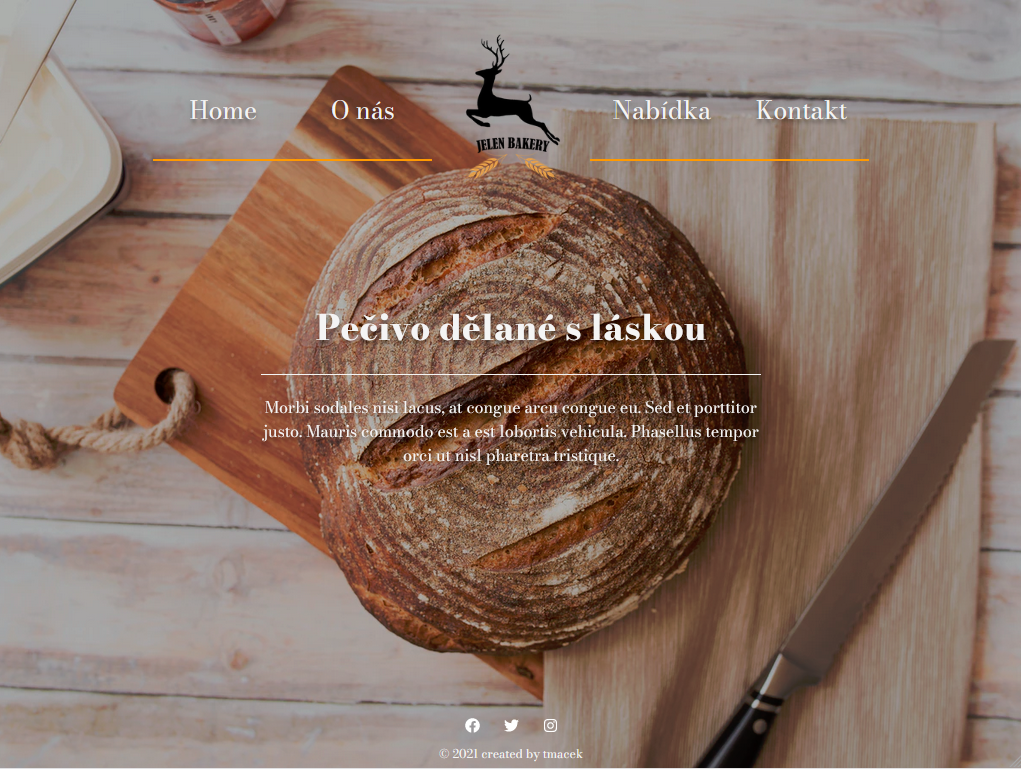 Home
O nás
JELEN BAKERY
Nabídka
Kontakt
Pečivo dělané s láskou
Morbi sodales nisi lacus, at congue arcu congue eu. Sed et porttitor
justo. Mauris commodo est a est lobortis vehicula. Phasellus tempor
orci ut nisl pharetra tristique.
© 2021 created by tmacek